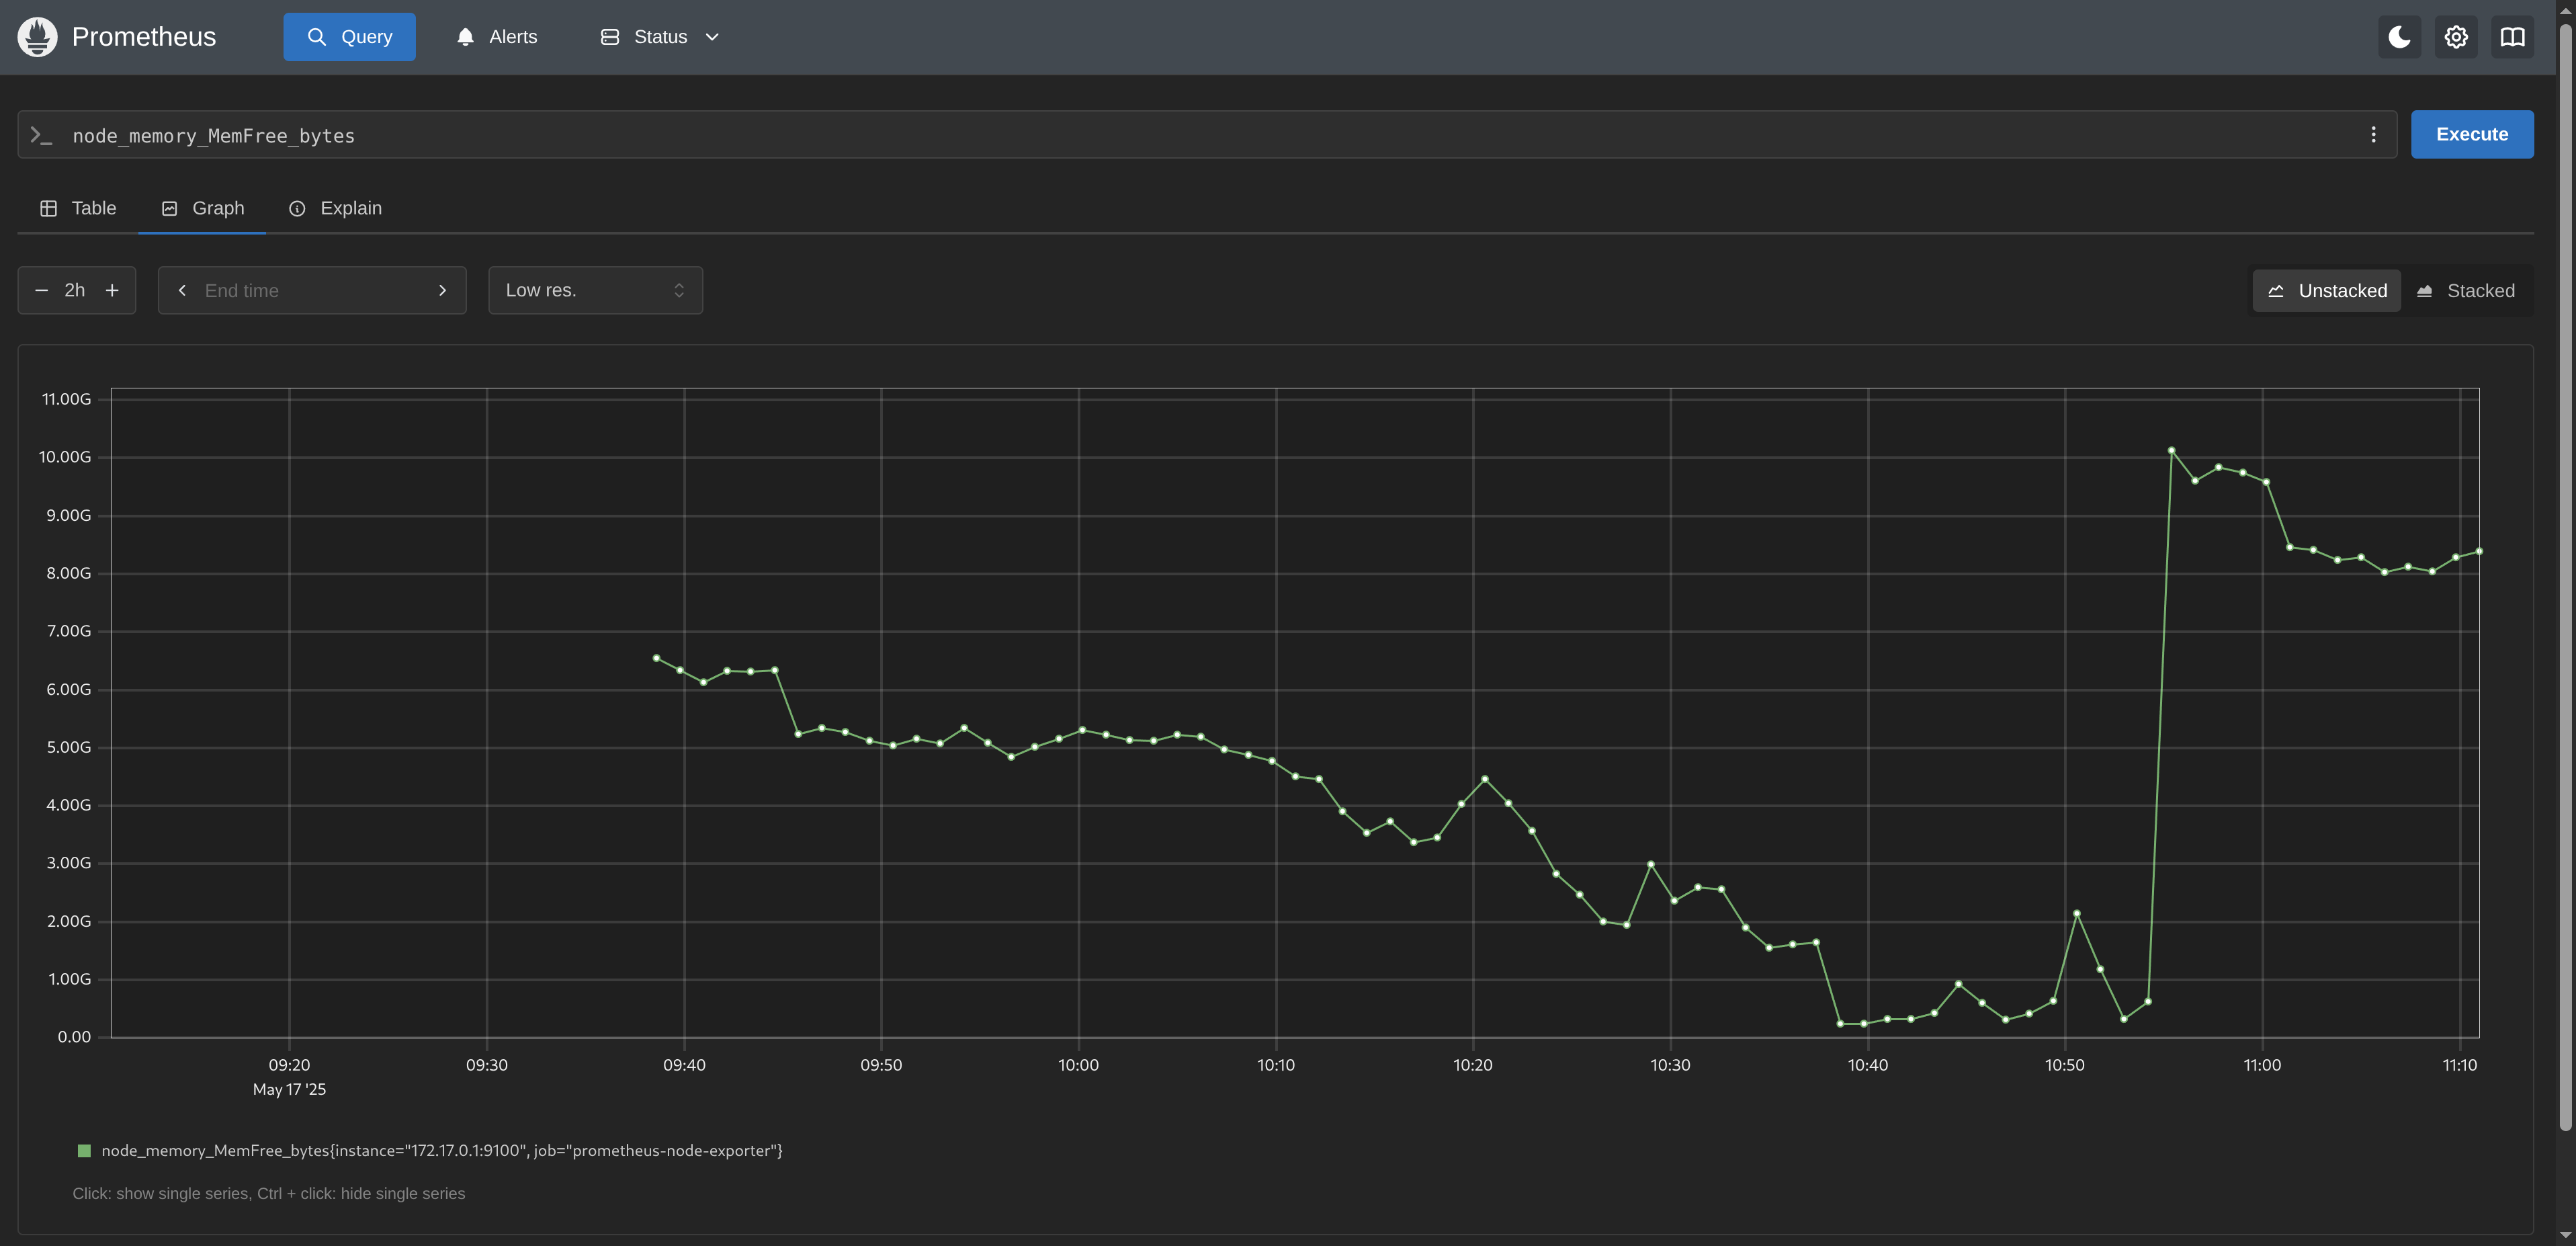 Prometheus Query Alerts Status
node_memory_MemFree_bytes Execute
Table Graph Explain
2h End time Low res. Unstacked Stacked
11.00G
10.00G
9.00G
8.00G
7.00G
6.00G
5.00G
4.00G
3.00G
2.00G
1.00G
0.00
09:20 09:30 09:40 09:50 10:00 10:10 10:20 10:30 10:40 10:50 11:00 11:10
May 17 '25
node_memory_MemFree_bytes{instance="172.17.0.1:9100", job="prometheus-node-exporter"}
Click: show single series, Ctrl + click: hide single series